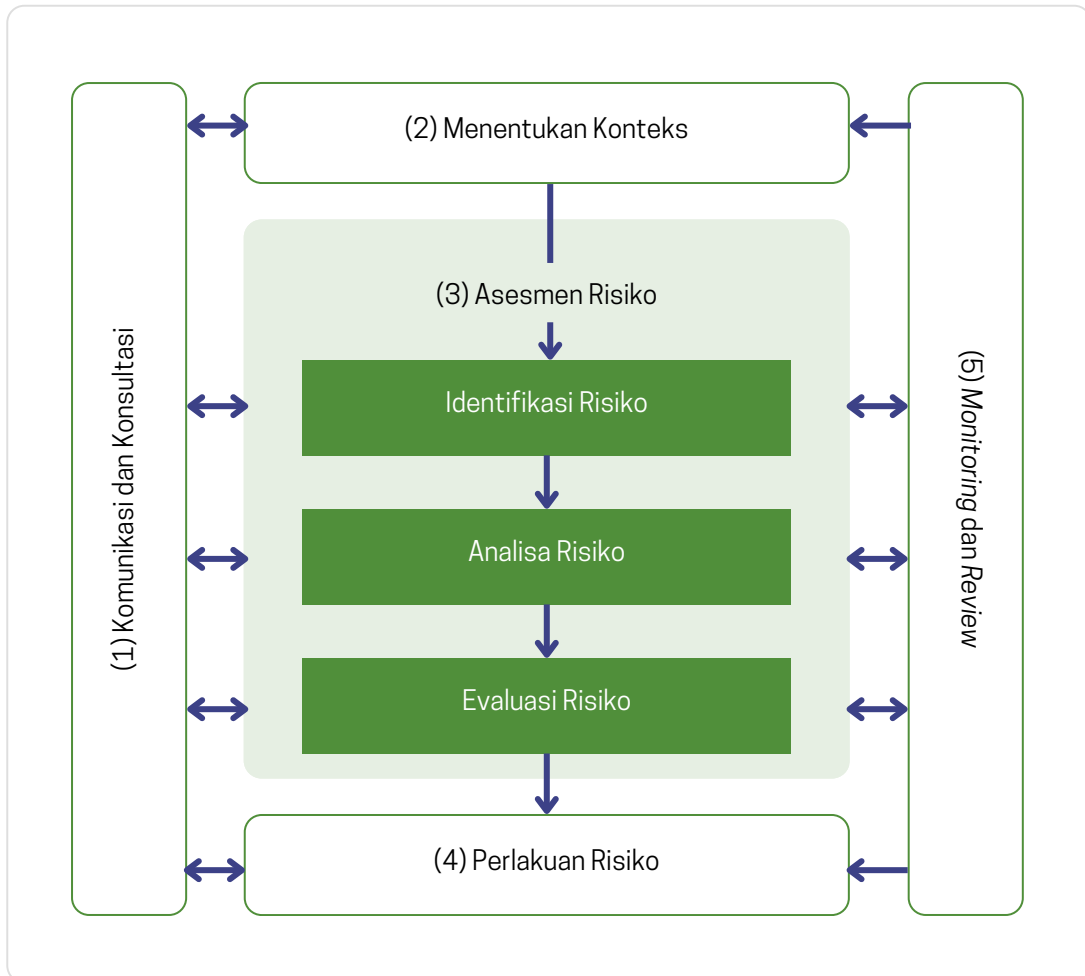 (1) Komunikasi dan Konsultasi
(2) Menentukan Konteks
(3) Asesmen Risiko
Identifikasi Risiko
Analisa Risiko
Evaluasi Risiko
(4) Perlakuan Risiko
(5) Monitoring dan Review